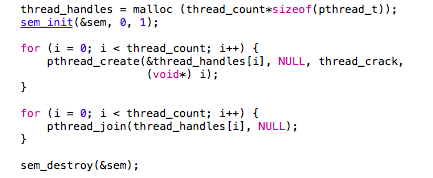 thread_handles = malloc (thread_count*sizeof(pthread_t));
sem_init(&sem, 0, 1);
for (i = 0; i < thread_count; i++) {
pthread_create(&thread_handles[i], NULL, thread_crack,
(void*) i);
}
for (i = 0; i < thread_count; i++) {
pthread_join(thread_handles[i], NULL);
}
sem_destroy(&sem);